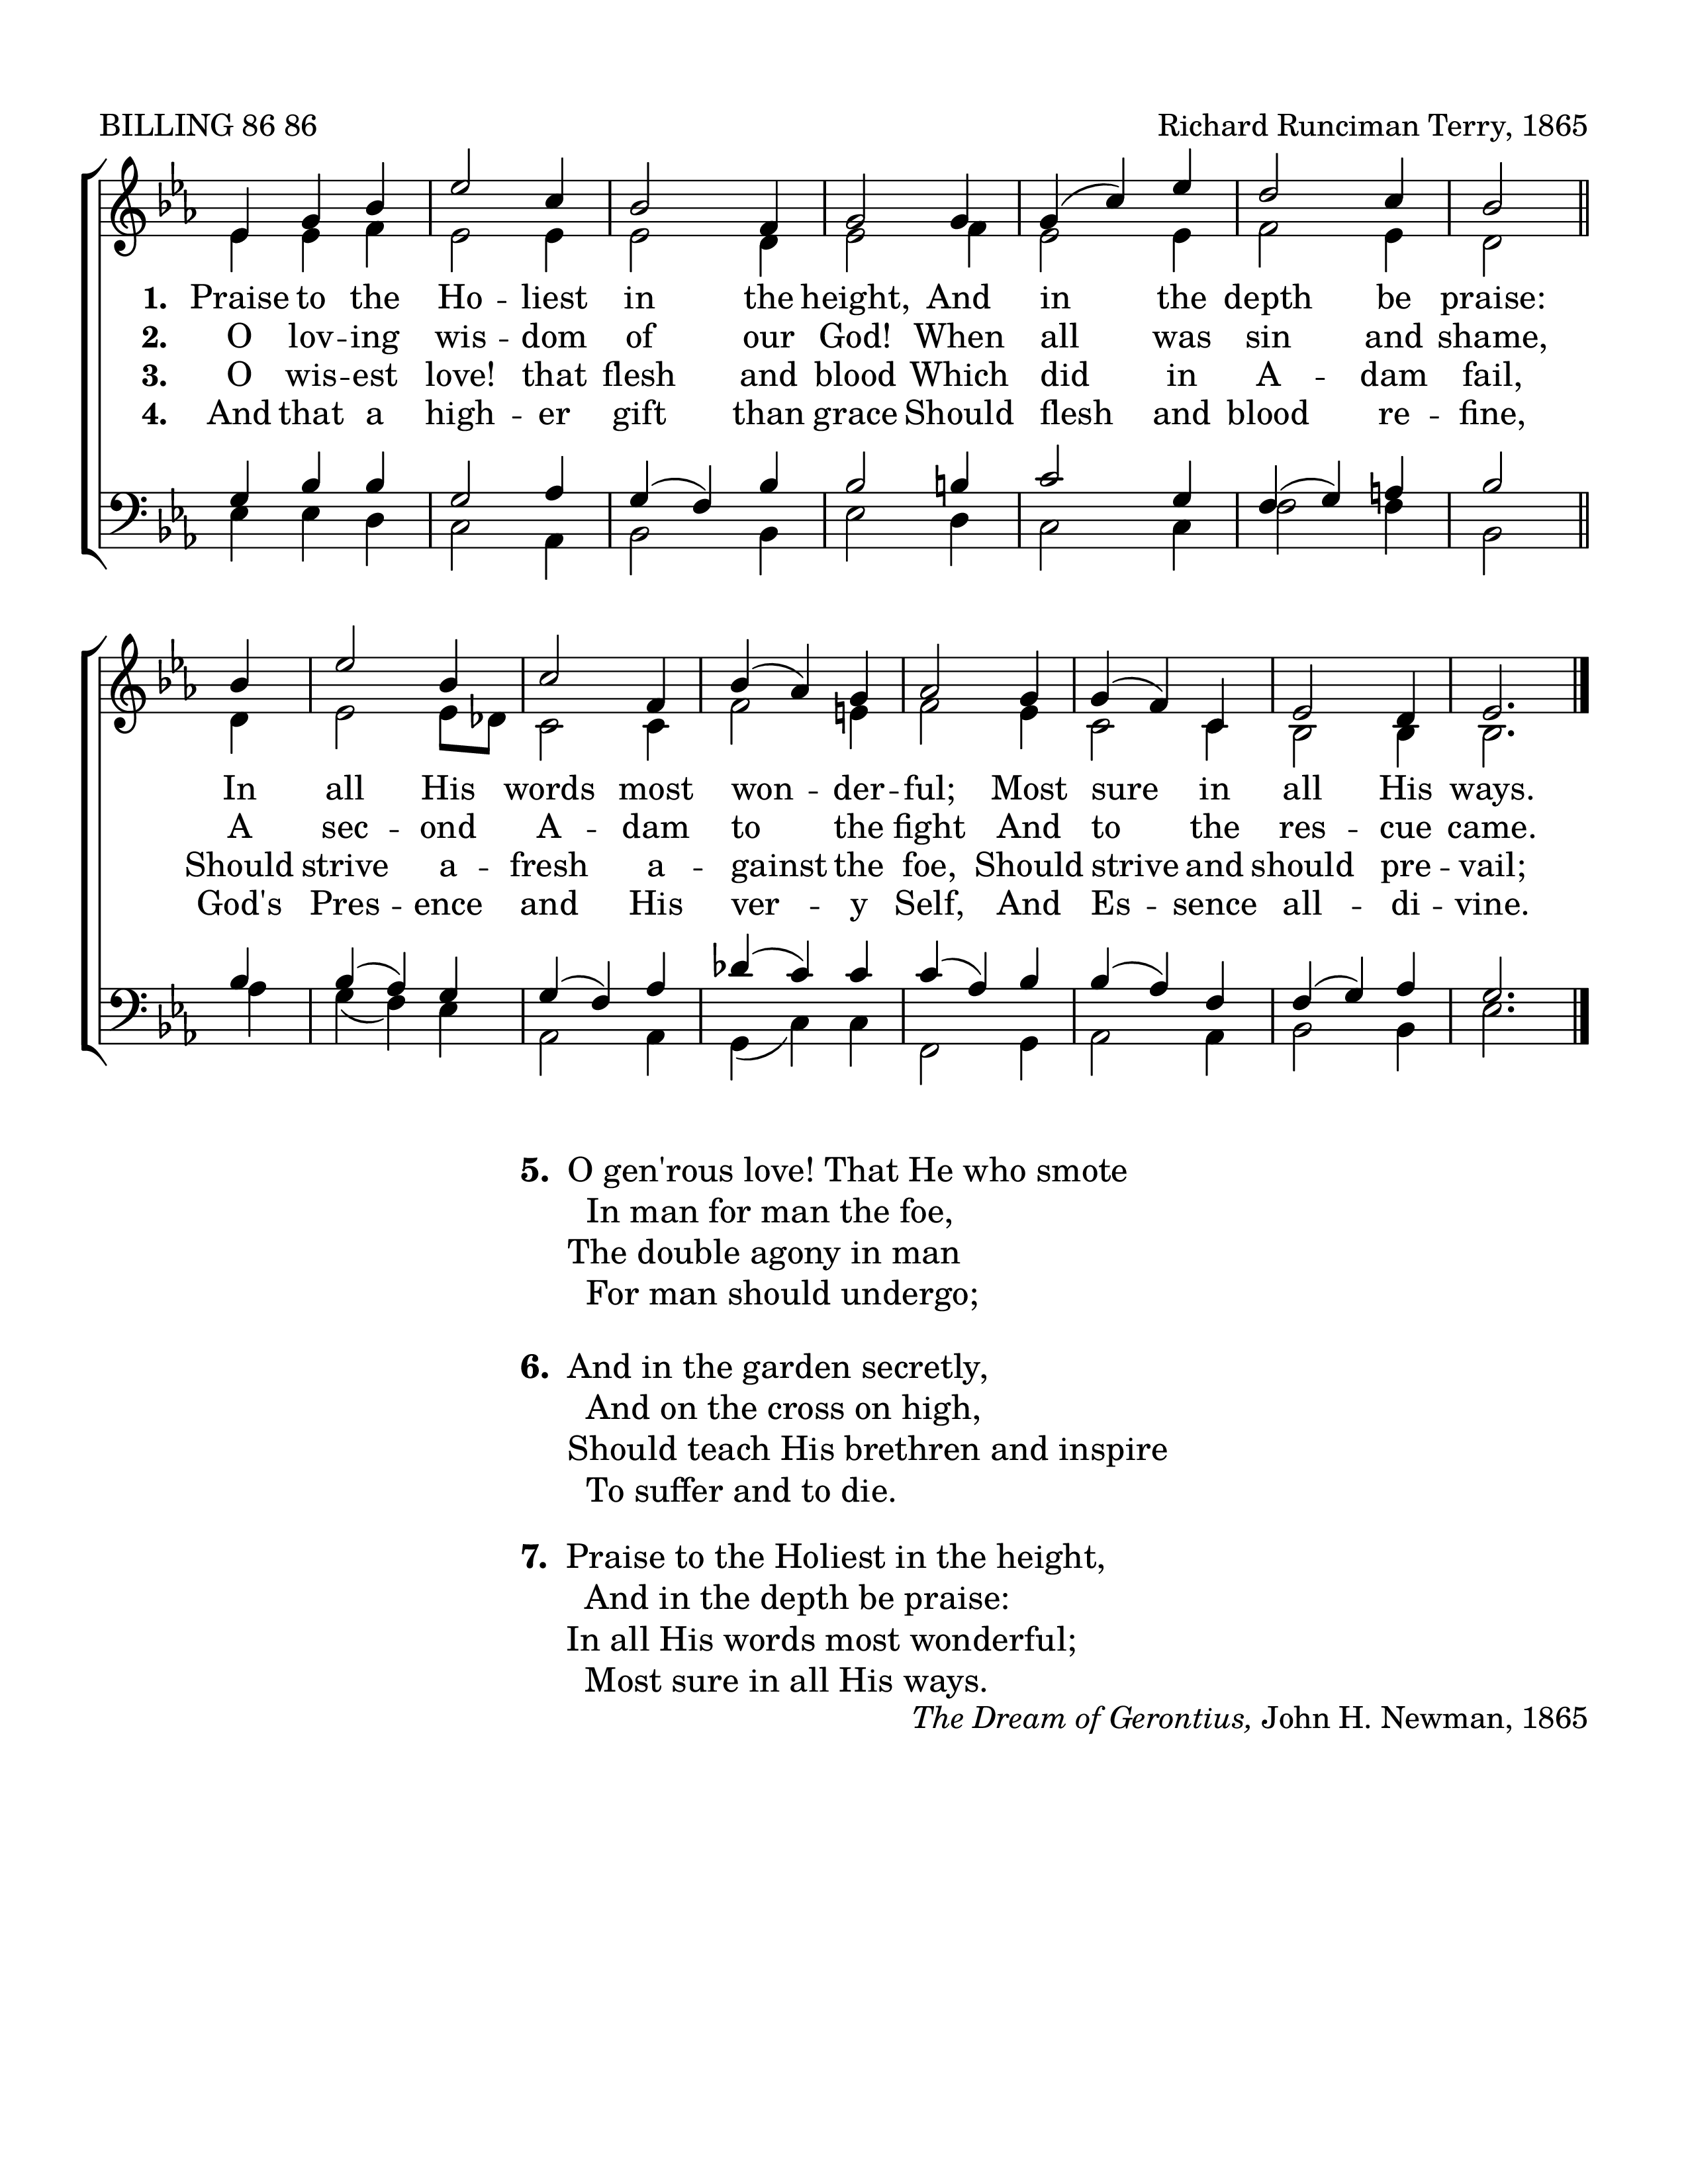 BILLING 86 86 Richard Runciman Terry, 1865
1. Praise to the Ho -- liest in the height, And in the depth be praise:
2. O lov -- ing wis -- dom of our God! When all was sin and shame,
3. O wis -- est love! that flesh and blood Which did in A -- dam fail,
4. And that a high -- er gift than grace Should flesh and blood re -- fine,
In all His words most won -- der -- ful; Most sure in all His ways.
A sec -- ond A -- dam to the fight And to the res -- cue came.
Should strive a -- fresh a -- gainst the foe, Should strive and should pre -- vail;
God's Pres -- ence and His ver -- y Self, And Es -- sence all -- di -- vine.
5. O gen'rous love! That He who smote
In man for man the foe,
The double agony in man
For man should undergo;
6. And in the garden secretly,
And on the cross on high,
Should teach His brethren and inspire
To suffer and to die.
7. Praise to the Holiest in the height,
And in the depth be praise:
In all His words most wonderful;
Most sure in all His ways.
The Dream of Gerontius, John H. Newman, 1865